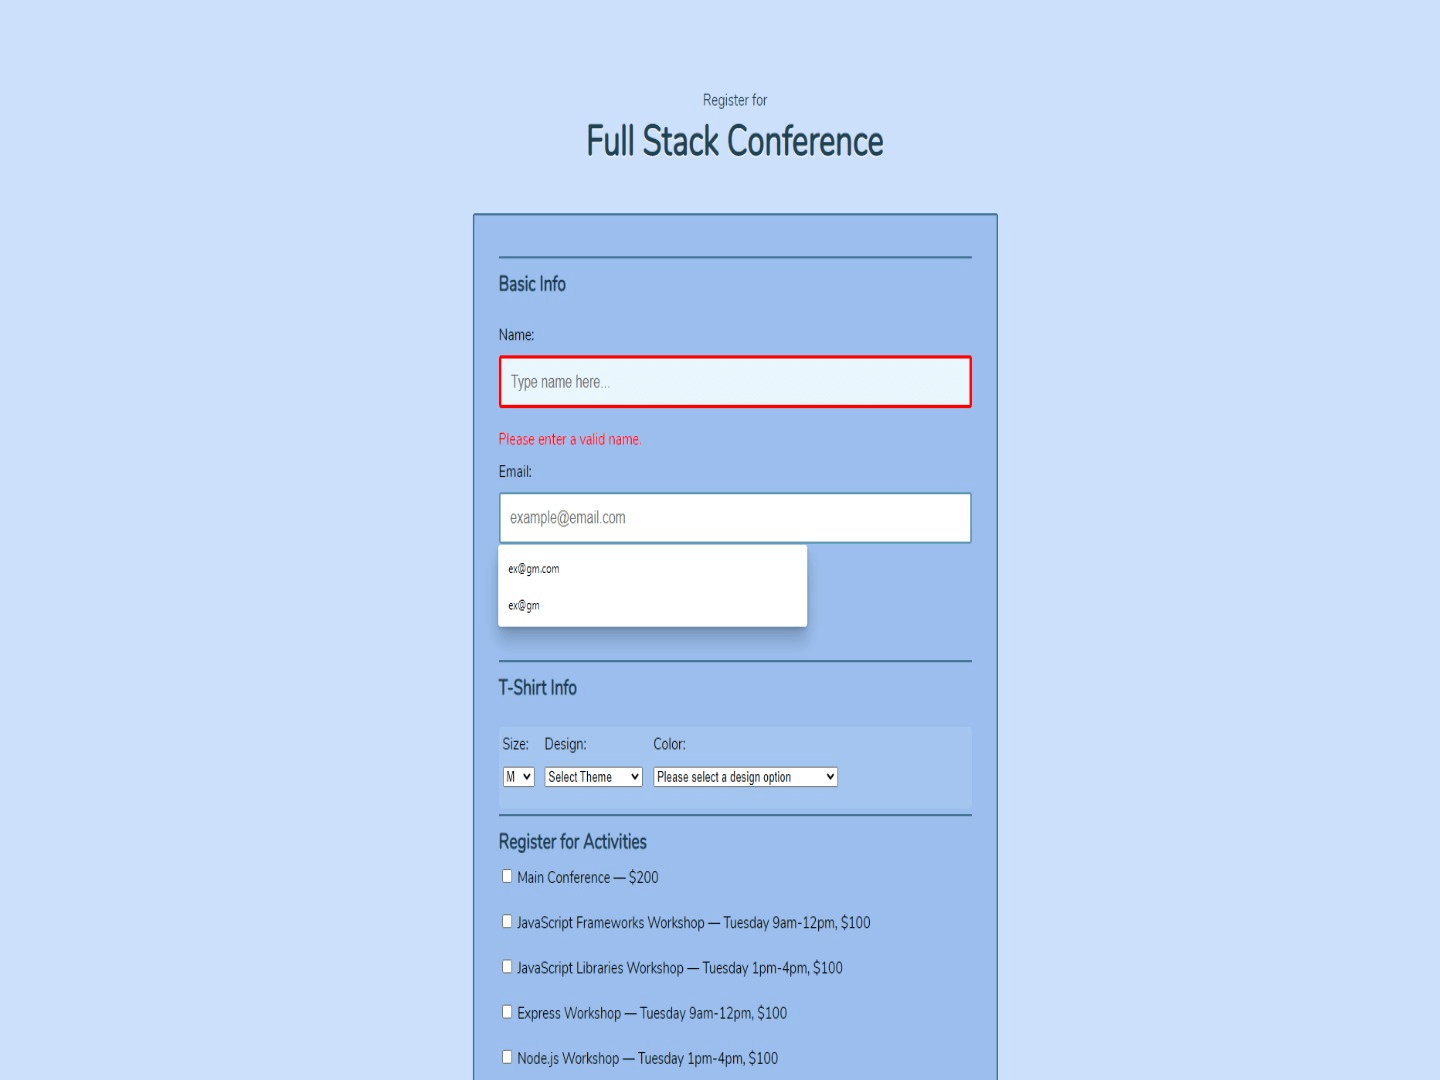 Register for
Full Stack Conference
Basic Info
Name:
Type name here...
Please enter a valid name.
Email:
example@email.com
ex@gm.com
ex@gm
T-Shirt Info
Size: Design: Color:
M Select Theme Please select a design option
Register for Activities
Main Conference — $200
JavaScript Frameworks Workshop — Tuesday 9am-12pm, $100
JavaScript Libraries Workshop — Tuesday 1pm-4pm, $100
Express Workshop — Tuesday 9am-12pm, $100
Node.js Workshop — Tuesday 1pm-4pm, $100